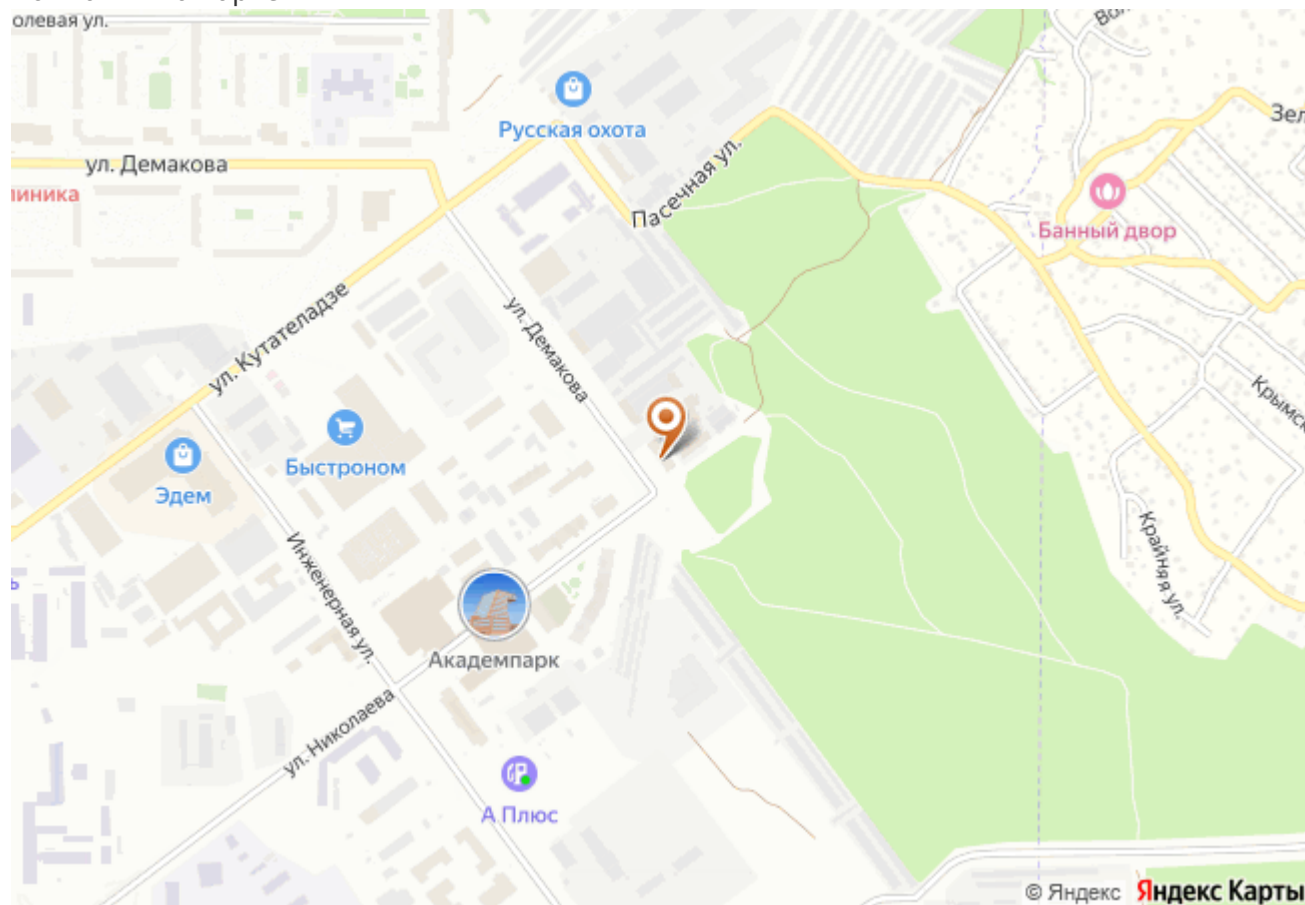 олевая ул.
Русская охота
Зел
ул. Демакова
линика
Пасечная ул.
Банный двор
ул. Кутателадзе
ул. Демакова
Крымск
Быстроном
Эдем
Инженерная ул.
Крайняя ул.
Академпарк
ул. Николаева
А Плюс
© Яндекс Яндекс Карты